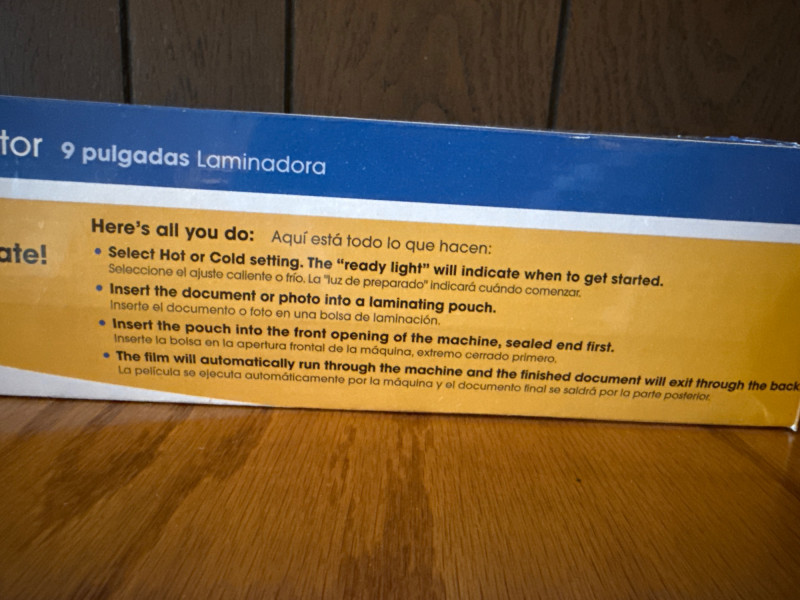 tor 9 pulgadas Laminadora
ate!
Here's all you do: Aquí está todo lo que hacen:
• Select Hot or Cold setting. The “ready light” will indicate when to get started.
Seleccione el ajuste caliente o frío. La "luz de preparado" indicará cuándo comenzar.
• Insert the document or photo into a laminating pouch.
Inserte el documento o foto en una bolsa de laminación.
• Insert the pouch into the front opening of the machine, sealed end first.
Inserte la bolsa en la apertura frontal de la máquina, extremo cerrado primero.
• The film will automatically run through the machine and the finished document will exit through the back
La película se ejecuta automáticamente por la máquina y el documento final se saldrá por la parte posterior.